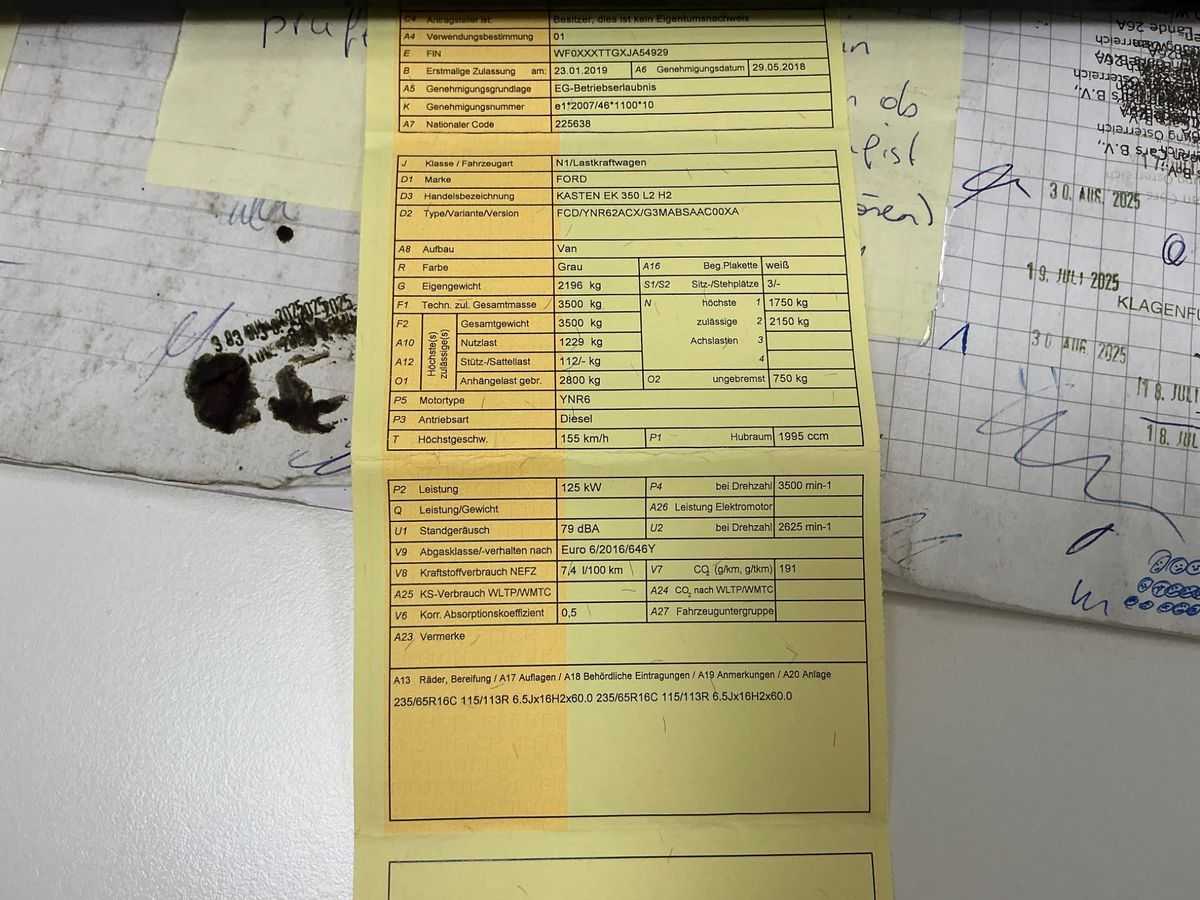 prüf
C4 Antragsteller ist: Besitzer, dies ist kein Eigentumsnachweis
A4 Verwendungsbestimmung 01
E FIN WF0XXXTTGXJA54929
B Erstmalige Zulassung am: 23.01.2019 A6 Genehmigungsdatum 29.05.2018
A5 Genehmigungsgrundlage EG-Betriebserlaubnis
K Genehmigungsnummer e1*2007/46*1100*10
A7 Nationaler Code 225638
J Klasse / Fahrzeugart N1/Lastkraftwagen
D1 Marke FORD
D3 Handelsbezeichnung KASTEN EK 350 L2 H2
D2 Type/Variante/Version FCD/YNR62ACX/G3MABSAAC00XA
A8 Aufbau Van
R Farbe Grau A16 Beg.Plakette weiß
G Eigengewicht 2196 kg S1/S2 Sitz-/Stehplätze 3/-
F1 Techn. zul. Gesamtmasse 3500 kg N höchste 1 1750 kg
F2 Höchste(s) zulässige(s) Gesamtgewicht 3500 kg zulässige 2 2150 kg
A10 Nutzlast 1229 kg Achslasten 3
A12 Stütz-/Sattellast 112/- kg 4
O1 Anhängelast gebr. 2800 kg O2 ungebremst 750 kg
P5 Motortype YNR6
P3 Antriebsart Diesel
T Höchstgeschw. 155 km/h P1 Hubraum 1995 ccm
P2 Leistung 125 kW P4 bei Drehzahl 3500 min-1
Q Leistung/Gewicht A26 Leistung Elektromotor
U1 Standgeräusch 79 dBA U2 bei Drehzahl 2625 min-1
V9 Abgasklasse/-verhalten nach Euro 6/2016/646Y
V8 Kraftstoffverbrauch NEFZ 7,4 l/100 km V7 CO2 (g/km, g/tkm) 191
A25 KS-Verbrauch WLTP/WMTC A24 CO2 nach WLTP/WMTC
V6 Korr. Absorptionskoeffizient 0,5 A27 Fahrzeuguntergruppe
A23 Vermerke
A13 Räder, Bereifung / A17 Auflagen / A18 Behördliche Eintragungen / A19 Anmerkungen / A20 Anlage
235/65R16C 115/113R 6.5Jx16H2x60.0 235/65R16C 115/113R 6.5Jx16H2x60.0
ob
ist
30. AUG. 2025
19. JULI 2025
KLAGENFU
30 AUG. 2025
18. JULI
18. JUL